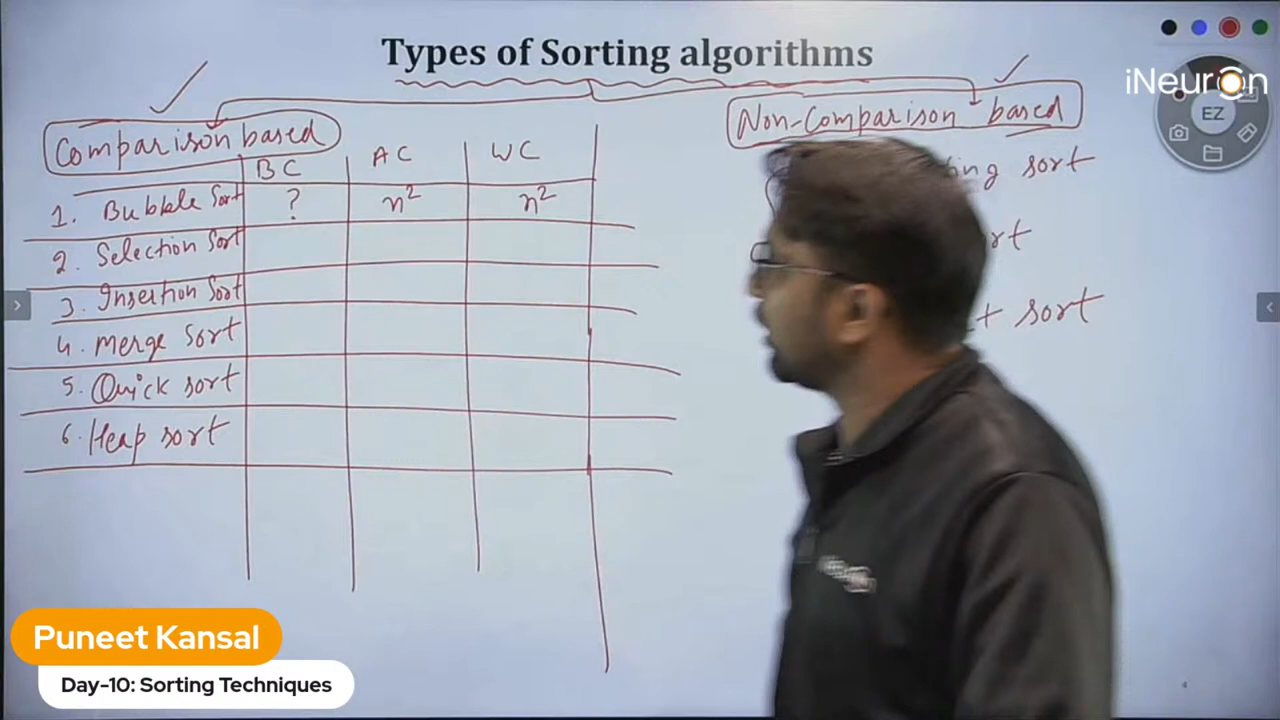 Types of Sorting algorithms
iNeuron
EZ
Comparison based
Non-Comparison based
BC AC WC
1. Bubble Sort ? n² n²
2. Selection Sort
3. Insertion Sort
4. Merge Sort
5. Quick sort
6. Heap sort
sort
sort
Puneet Kansal
Day-10: Sorting Techniques
4